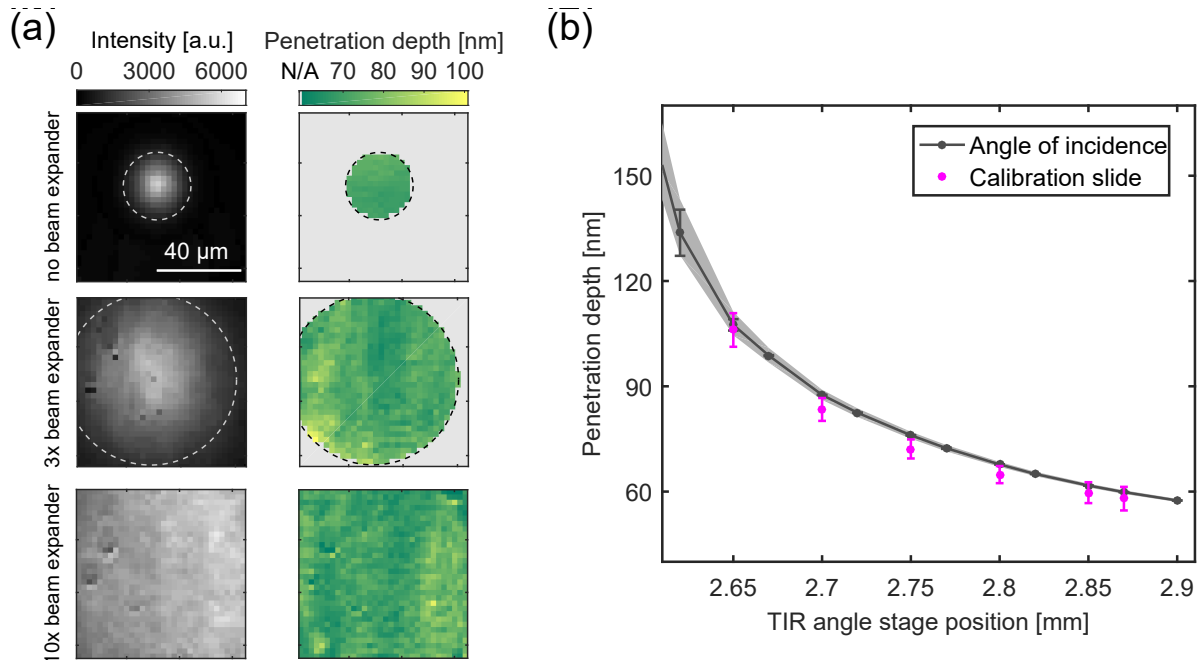 (a)
Intensity [a.u.]
0 3000 6000
Penetration depth [nm]
N/A 70 80 90 100
no beam expander
40 µm
3x beam expander
10x beam expander
(b)
Penetration depth [nm]
150
120
90
60
Angle of incidence
Calibration slide
2.65 2.7 2.75 2.8 2.85 2.9
TIR angle stage position [mm]